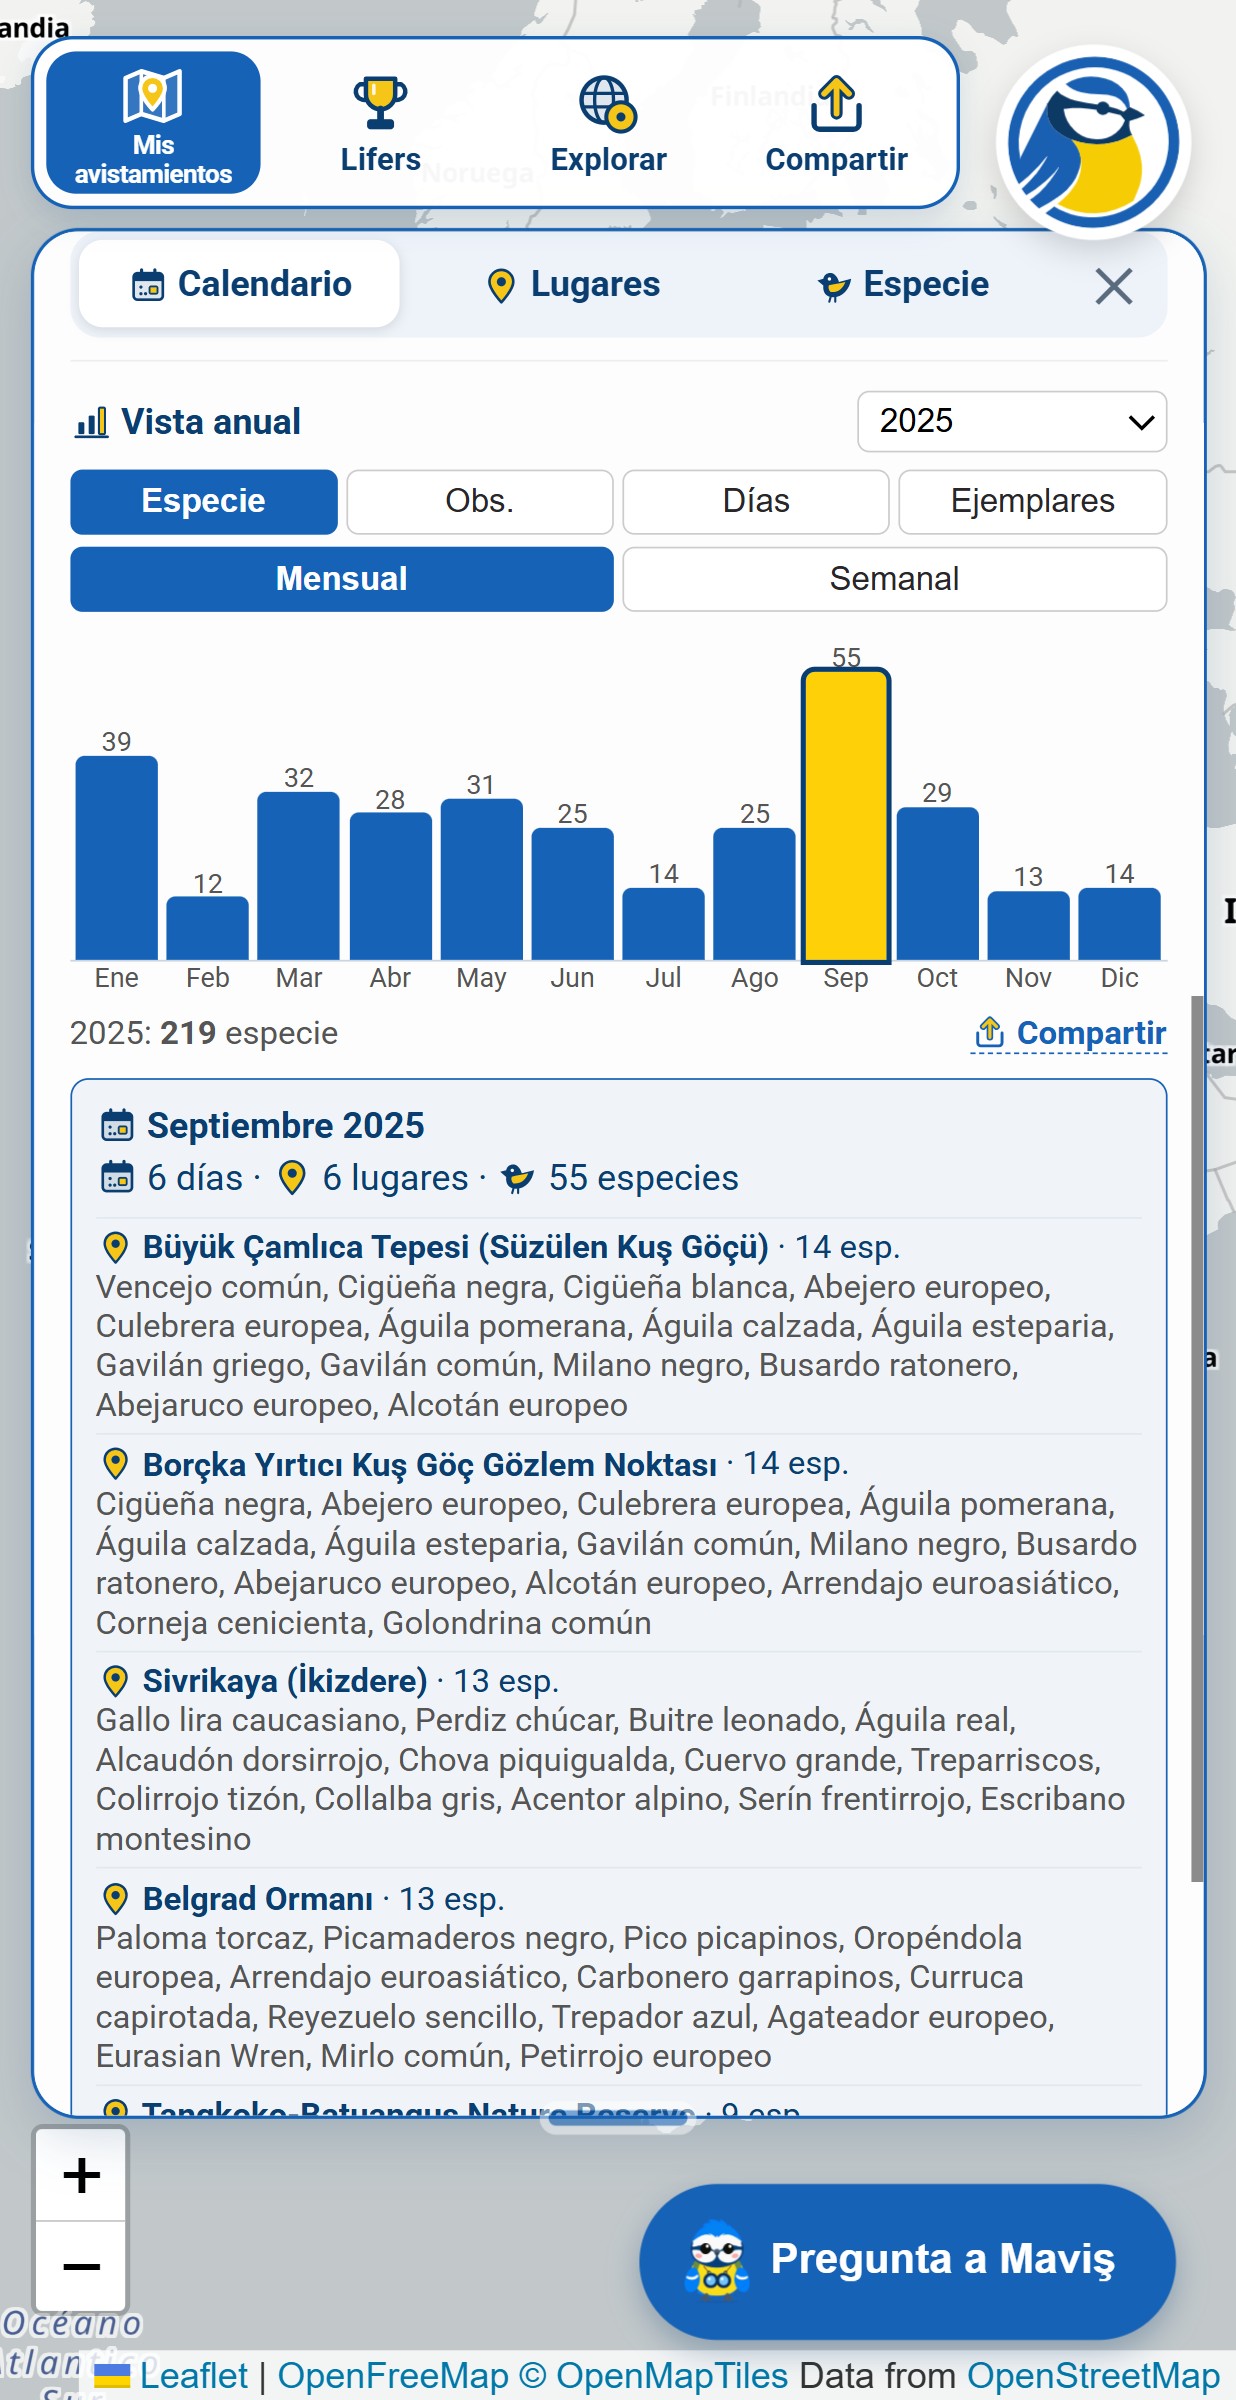 andia
Finlandi
Noruega
Mis
avistamientos
Lifers
Explorar
Compartir
Calendario
Lugares
Especie
Vista anual
2025
Especie
Obs.
Días
Ejemplares
Mensual
Semanal
39
12
32
28
31
25
14
25
55
29
13
14
Ene
Feb
Mar
Abr
May
Jun
Jul
Ago
Sep
Oct
Nov
Dic
2025: 219 especie
Compartir
Septiembre 2025
6 días · 6 lugares · 55 especies
Büyük Çamlıca Tepesi (Süzülen Kuş Göçü) · 14 esp.
Vencejo común, Cigüeña negra, Cigüeña blanca, Abejero europeo,
Culebrera europea, Águila pomerana, Águila calzada, Águila esteparia,
Gavilán griego, Gavilán común, Milano negro, Busardo ratonero,
Abejaruco europeo, Alcotán europeo
Borçka Yırtıcı Kuş Göç Gözlem Noktası · 14 esp.
Cigüeña negra, Abejero europeo, Culebrera europea, Águila pomerana,
Águila calzada, Águila esteparia, Gavilán común, Milano negro, Busardo
ratonero, Abejaruco europeo, Alcotán europeo, Arrendajo euroasiático,
Corneja cenicienta, Golondrina común
Sivrikaya (İkizdere) · 13 esp.
Gallo lira caucasiano, Perdiz chúcar, Buitre leonado, Águila real,
Alcaudón dorsirrojo, Chova piquigualda, Cuervo grande, Treparriscos,
Colirrojo tizón, Collalba gris, Acentor alpino, Serín frentirrojo, Escribano
montesino
Belgrad Ormanı · 13 esp.
Paloma torcaz, Picamaderos negro, Pico picapinos, Oropéndola
europea, Arrendajo euroasiático, Carbonero garrapinos, Curruca
capirotada, Reyezuelo sencillo, Trepador azul, Agateador europeo,
Eurasian Wren, Mirlo común, Petirrojo europeo
Tangkoko-Batuangus Nature Reserve · 9 esp.
+
−
Pregunta a Maviş
Océano
Leaflet | OpenFreeMap © OpenMapTiles Data from OpenStreetMap